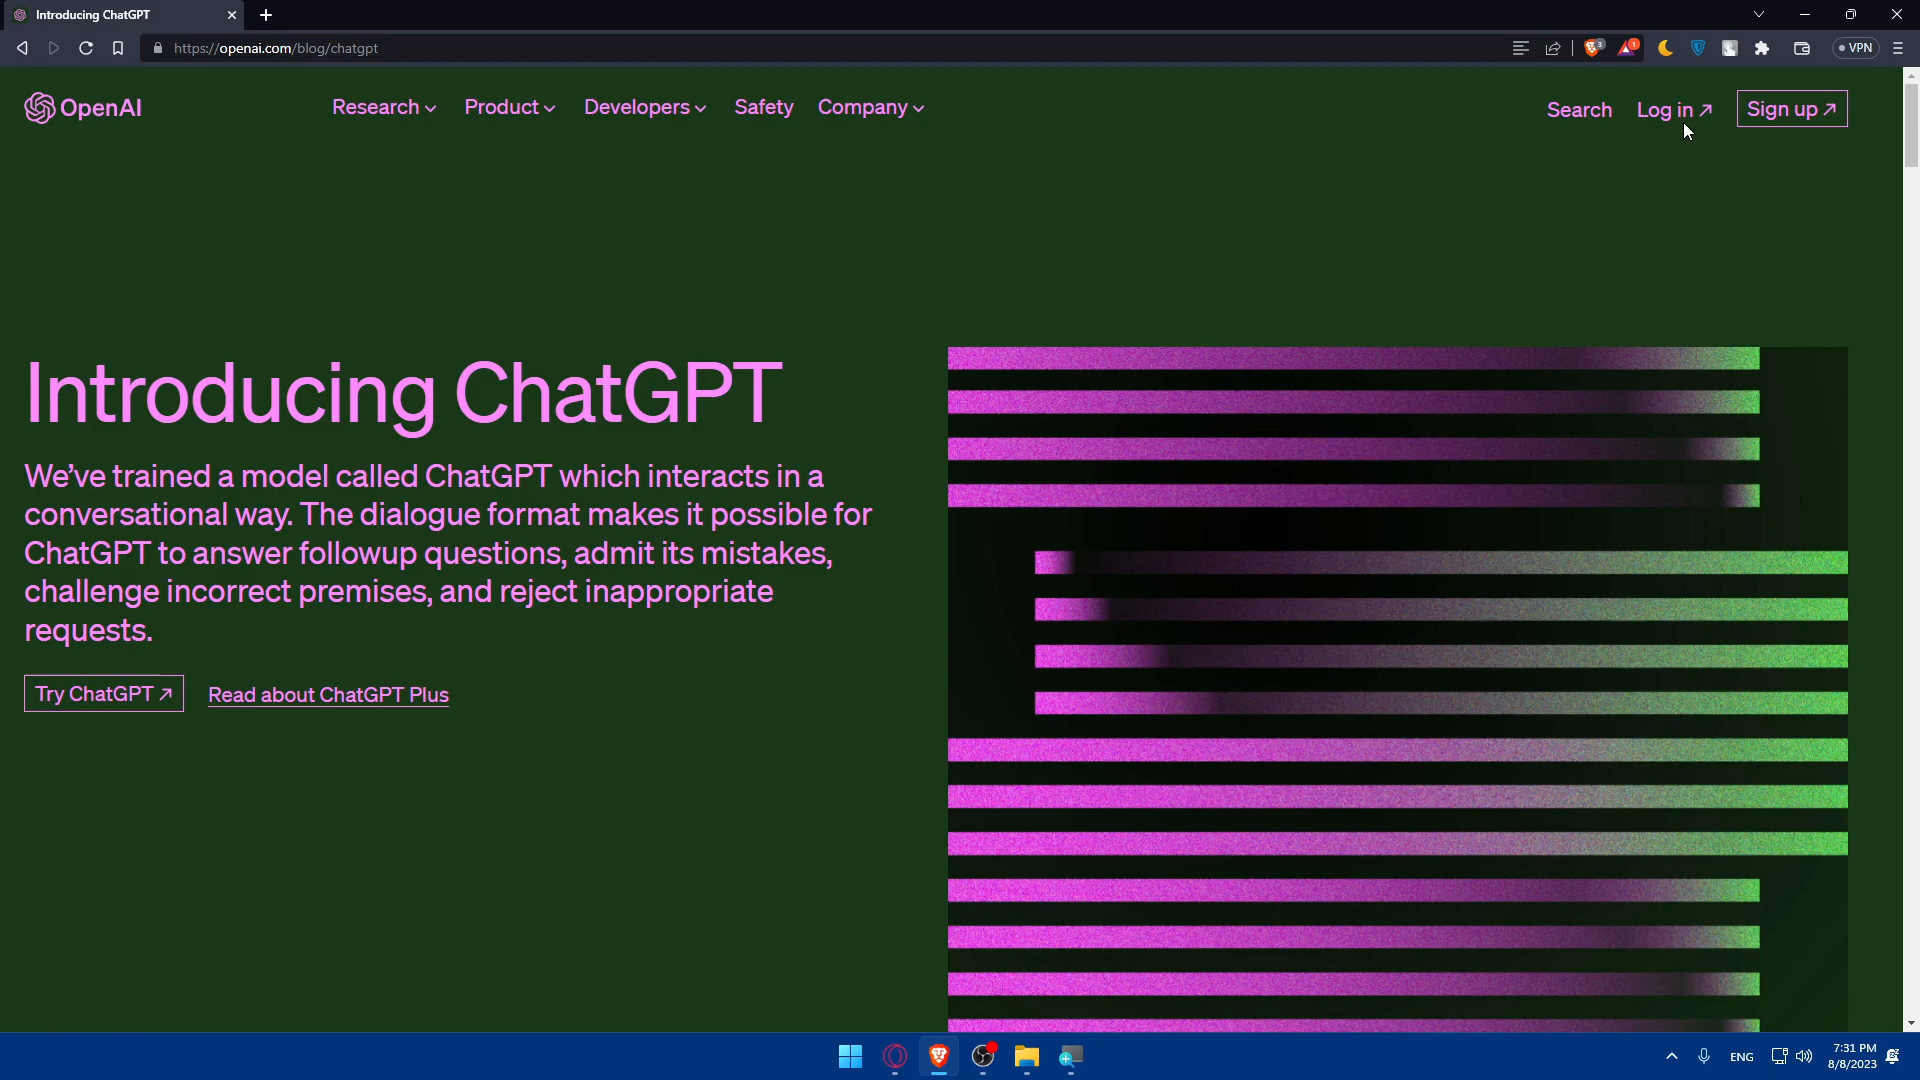 Introducing ChatGPT
https://openai.com/blog/chatgpt
3
1
VPN
OpenAI
Research
Product
Developers
Safety
Company
Search
Log in ↗
Sign up ↗
Introducing ChatGPT
We’ve trained a model called ChatGPT which interacts in a
conversational way. The dialogue format makes it possible for
ChatGPT to answer followup questions, admit its mistakes,
challenge incorrect premises, and reject inappropriate
requests.
Try ChatGPT ↗
Read about ChatGPT Plus
ENG
7:31 PM
8/8/2023